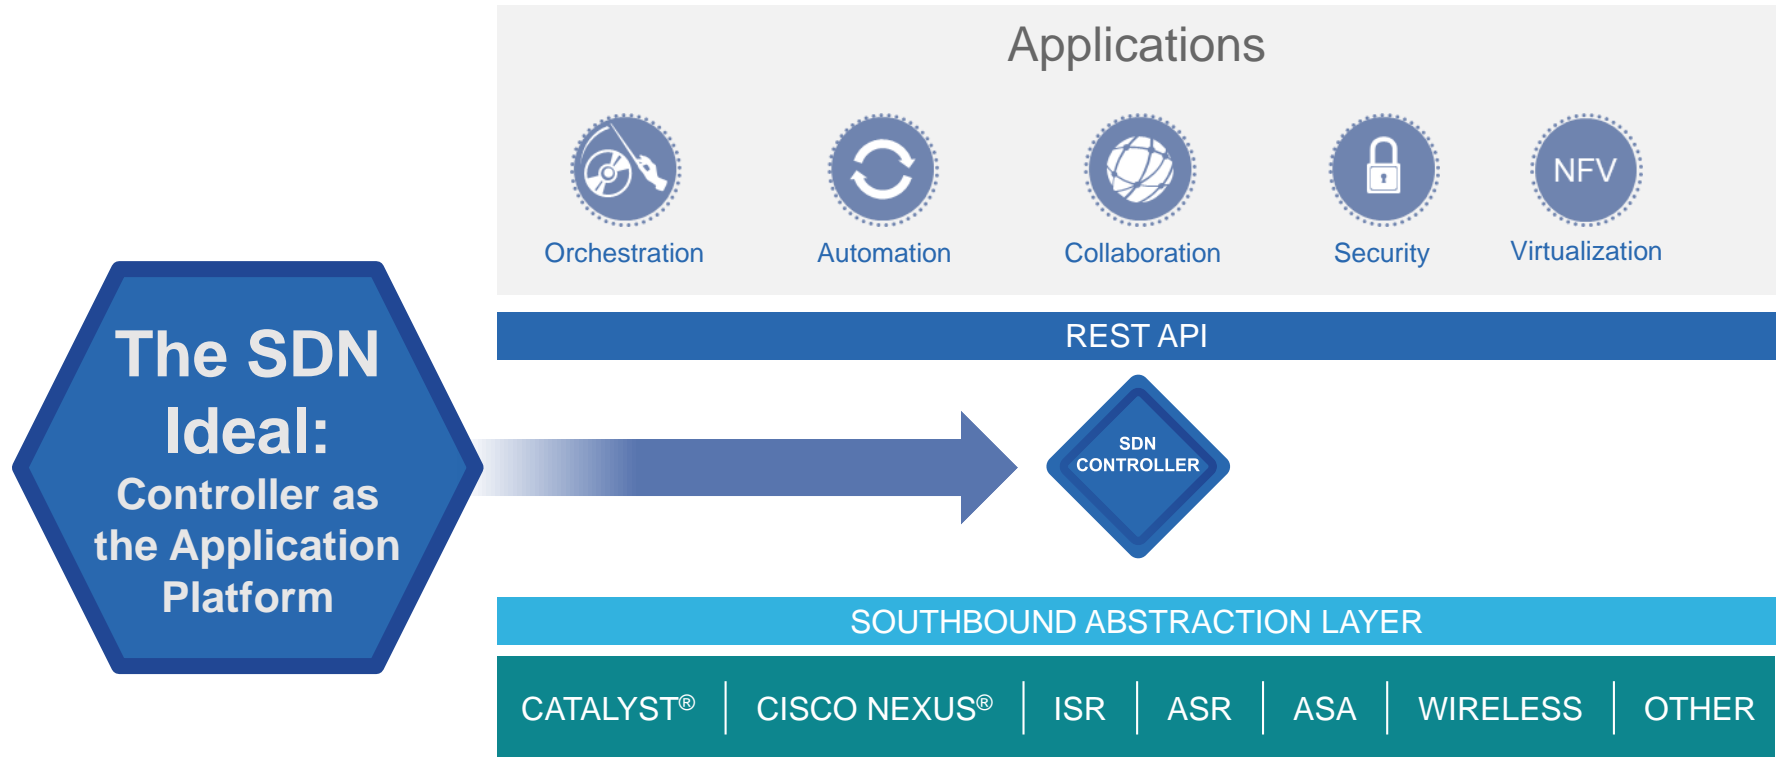 Applications
NFV
Orchestration
Automation
Collaboration
Security
Virtualization
REST API
The SDN
Ideal:
Controller as
the Application
Platform
SDN
CONTROLLER
SOUTHBOUND ABSTRACTION LAYER
CATALYST® CISCO NEXUS® ISR ASR ASA WIRELESS OTHER